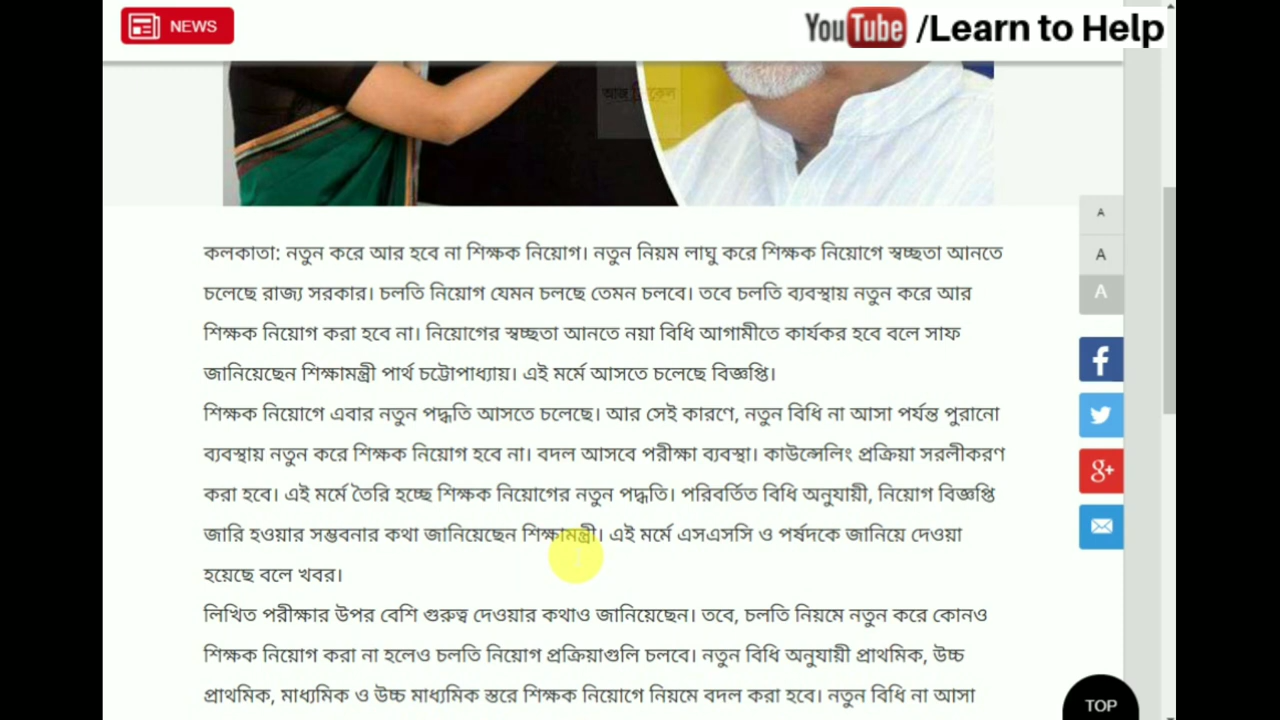 NEWS
YouTube /Learn to Help
আজ বিকেল
A
A
A
কলকাতা: নতুন করে আর হবে না শিক্ষক নিয়োগ। নতুন নিয়ম লাঘু করে শিক্ষক নিয়োগে স্বচ্ছতা আনতে
চলেছে রাজ্য সরকার। চলতি নিয়োগ যেমন চলছে তেমন চলবে। তবে চলতি ব্যবস্থায় নতুন করে আর
শিক্ষক নিয়োগ করা হবে না। নিয়োগের স্বচ্ছতা আনতে নয়া বিধি আগামীতে কার্যকর হবে বলে সাফ
জানিয়েছেন শিক্ষামন্ত্রী পার্থ চট্টোপাধ্যায়। এই মর্মে আসতে চলেছে বিজ্ঞপ্তি।
শিক্ষক নিয়োগে এবার নতুন পদ্ধতি আসতে চলেছে। আর সেই কারণে, নতুন বিধি না আসা পর্যন্ত পুরানো
ব্যবস্থায় নতুন করে শিক্ষক নিয়োগ হবে না। বদল আসবে পরীক্ষা ব্যবস্থা। কাউন্সেলিং প্রক্রিয়া সরলীকরণ
করা হবে। এই মর্মে তৈরি হচ্ছে শিক্ষক নিয়োগের নতুন পদ্ধতি। পরিবর্তিত বিধি অনুযায়ী, নিয়োগ বিজ্ঞপ্তি
জারি হওয়ার সম্ভবনার কথা জানিয়েছেন শিক্ষামন্ত্রী। এই মর্মে এসএসসি ও পর্ষদকে জানিয়ে দেওয়া
হয়েছে বলে খবর।
লিখিত পরীক্ষার উপর বেশি গুরুত্ব দেওয়ার কথাও জানিয়েছেন। তবে, চলতি নিয়মে নতুন করে কোনও
শিক্ষক নিয়োগ করা না হলেও চলতি নিয়োগ প্রক্রিয়াগুলি চলবে। নতুন বিধি অনুযায়ী প্রাথমিক, উচ্চ
প্রাথমিক, মাধ্যমিক ও উচ্চ মাধ্যমিক স্তরে শিক্ষক নিয়োগে নিয়মে বদল করা হবে। নতুন বিধি না আসা
TOP